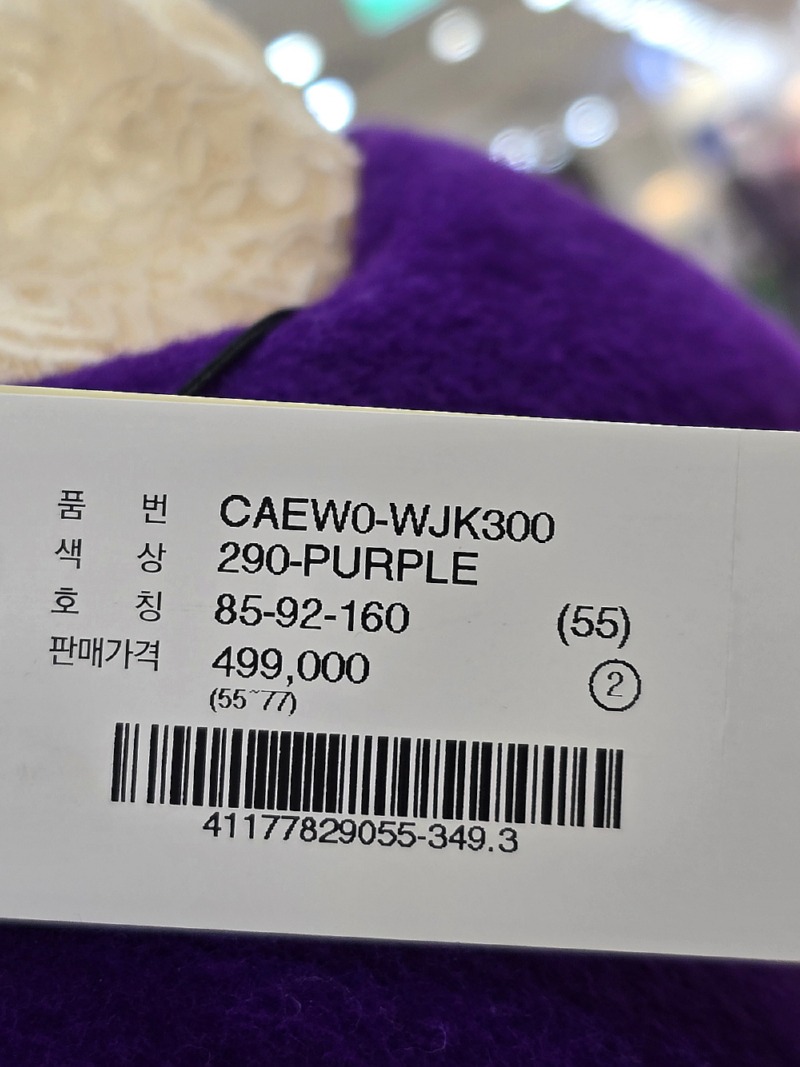 품 번 CAEW0-WJK300
색 상 290-PURPLE
호 칭 85-92-160 (55)
판매가격 499,000 ②
(55~77)
41177829055-349.3